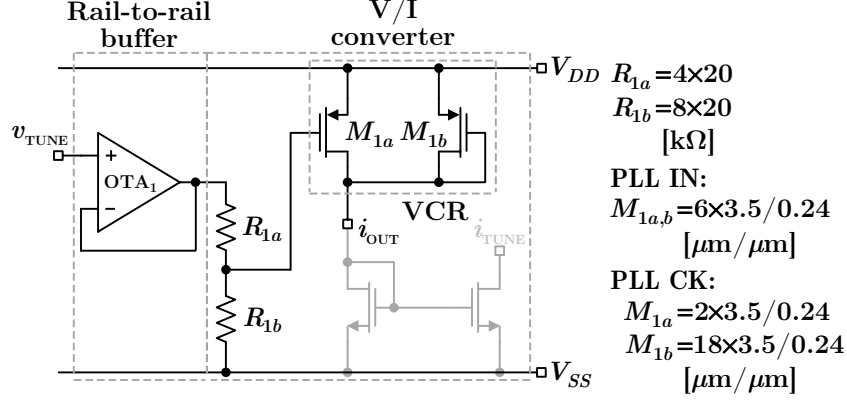 Rail-to-rail
buffer
V/I
converter
V_DD
v_TUNE
+
OTA_1
−
M_1a
M_1b
VCR
R_1a
i_OUT
i_TUNE
R_1b
V_SS
R_1a=4×20
R_1b=8×20
[kΩ]
PLL IN:
M_1a,b=6×3.5/0.24
[μm/μm]
PLL CK:
M_1a=2×3.5/0.24
M_1b=18×3.5/0.24
[μm/μm]